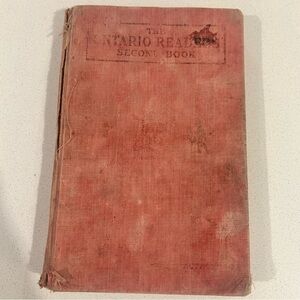 THE
ONTARIO READERS
SECOND BOOK